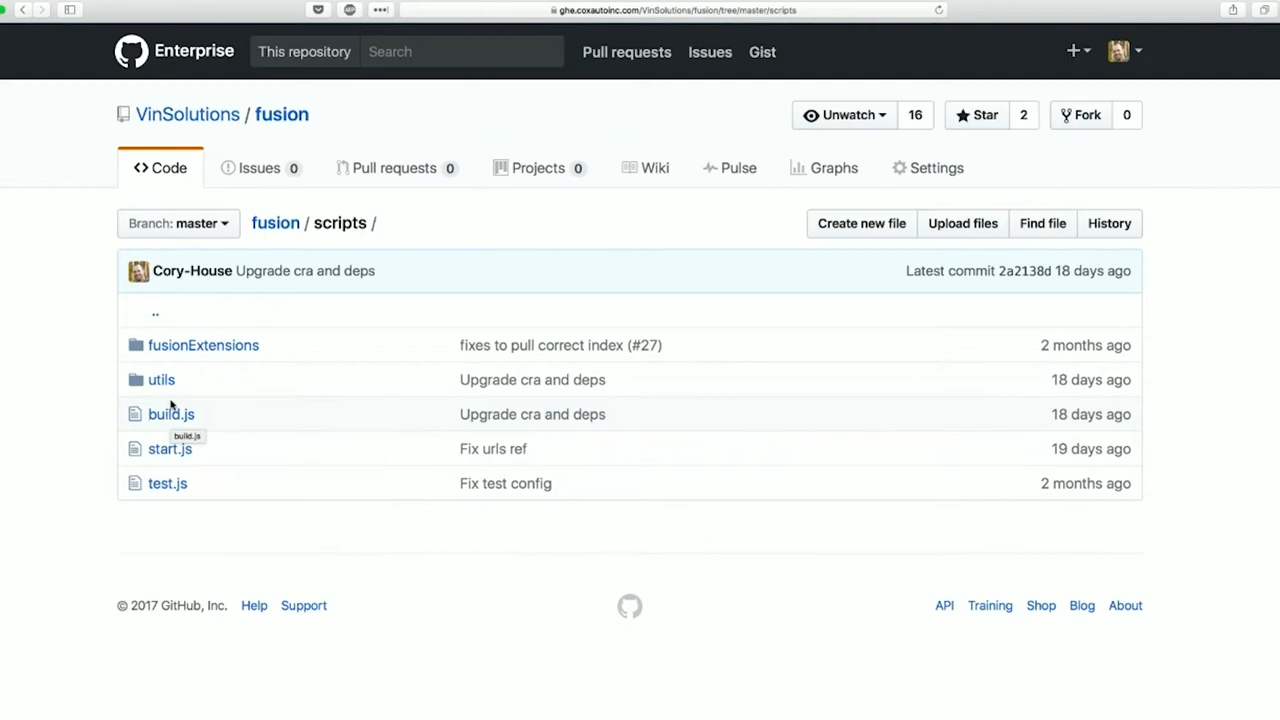 ghe.coxautoinc.com/VinSolutions/fusion/tree/master/scripts
Enterprise This repository Search Pull requests Issues Gist
VinSolutions / fusion Unwatch 16 Star 2 Fork 0
Code Issues 0 Pull requests 0 Projects 0 Wiki Pulse Graphs Settings
Branch: master fusion / scripts / Create new file Upload files Find file History
Cory-House Upgrade cra and deps Latest commit 2a2138d 18 days ago
..
fusionExtensions fixes to pull correct index (#27) 2 months ago
utils Upgrade cra and deps 18 days ago
build.js Upgrade cra and deps 18 days ago
build.js
start.js Fix urls ref 19 days ago
test.js Fix test config 2 months ago
© 2017 GitHub, Inc. Help Support API Training Shop Blog About